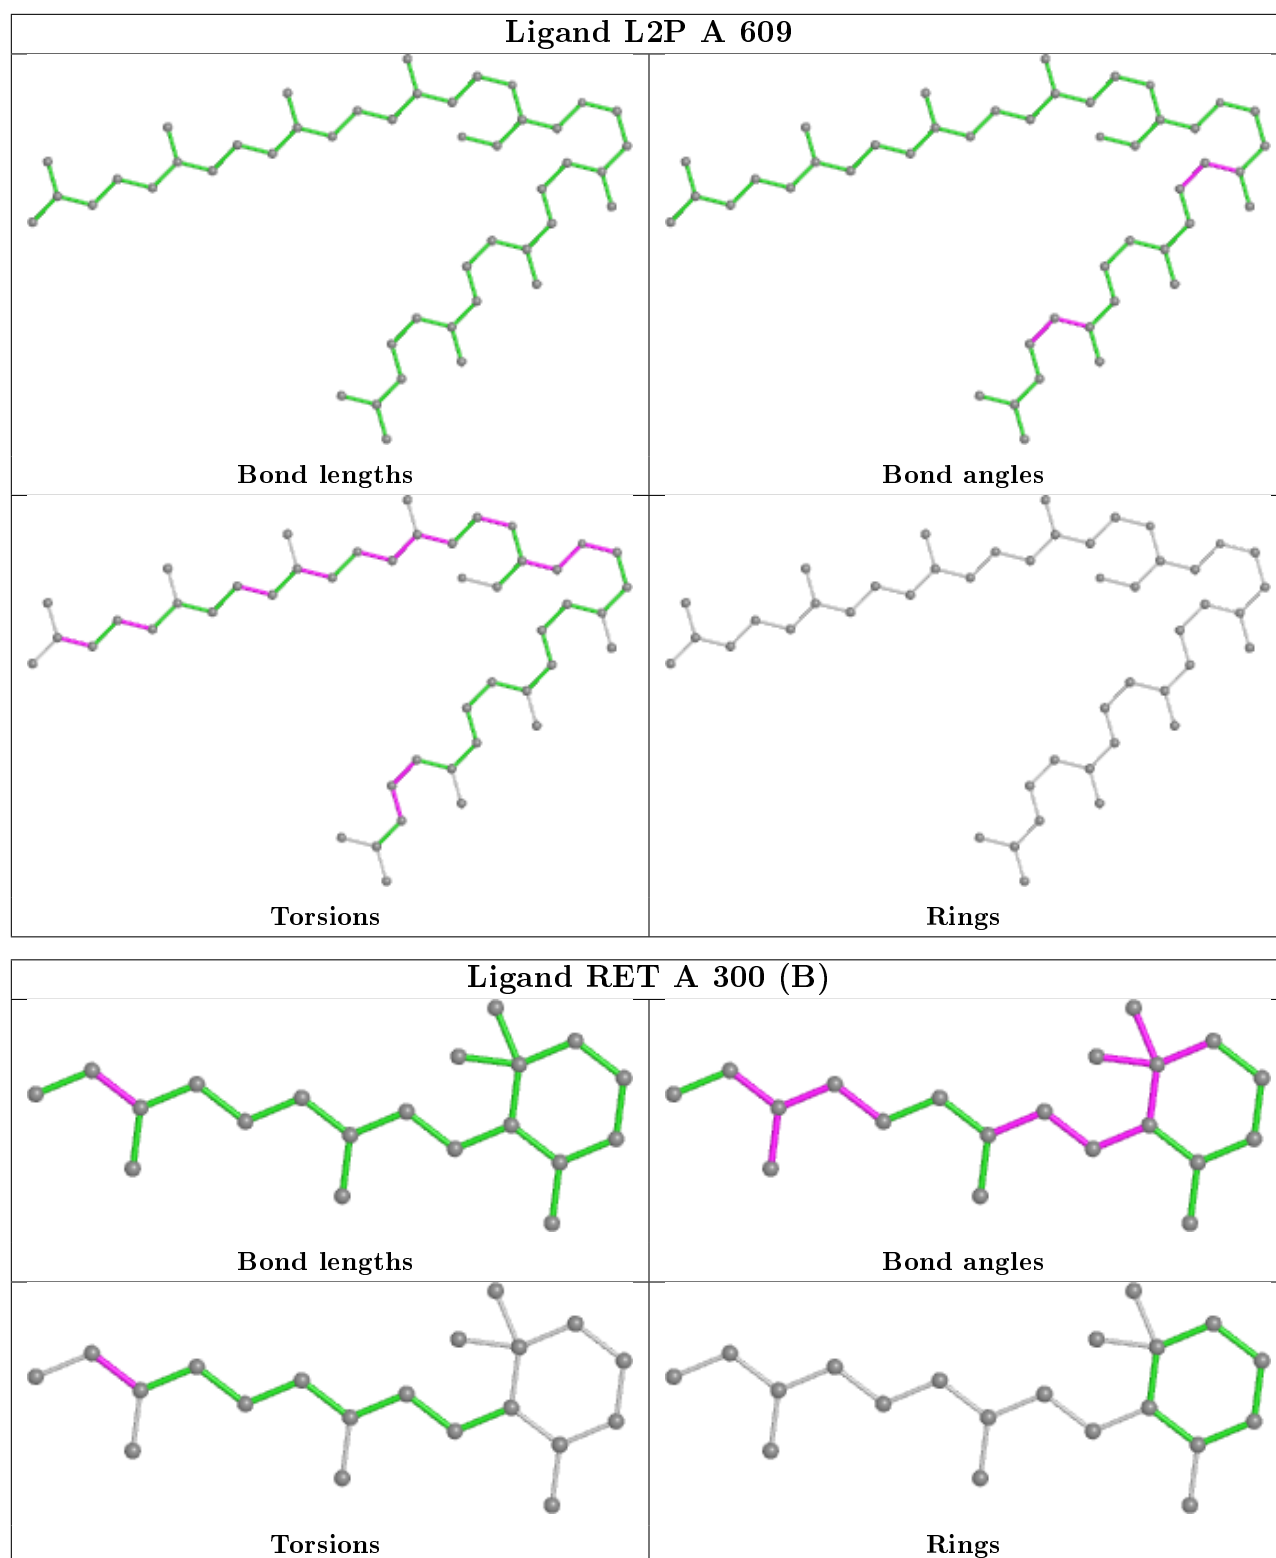 Ligand L2P A 609
Bond lengths
Bond angles
Torsions
Rings
Ligand RET A 300 (B)
Bond lengths
Bond angles
Torsions
Rings